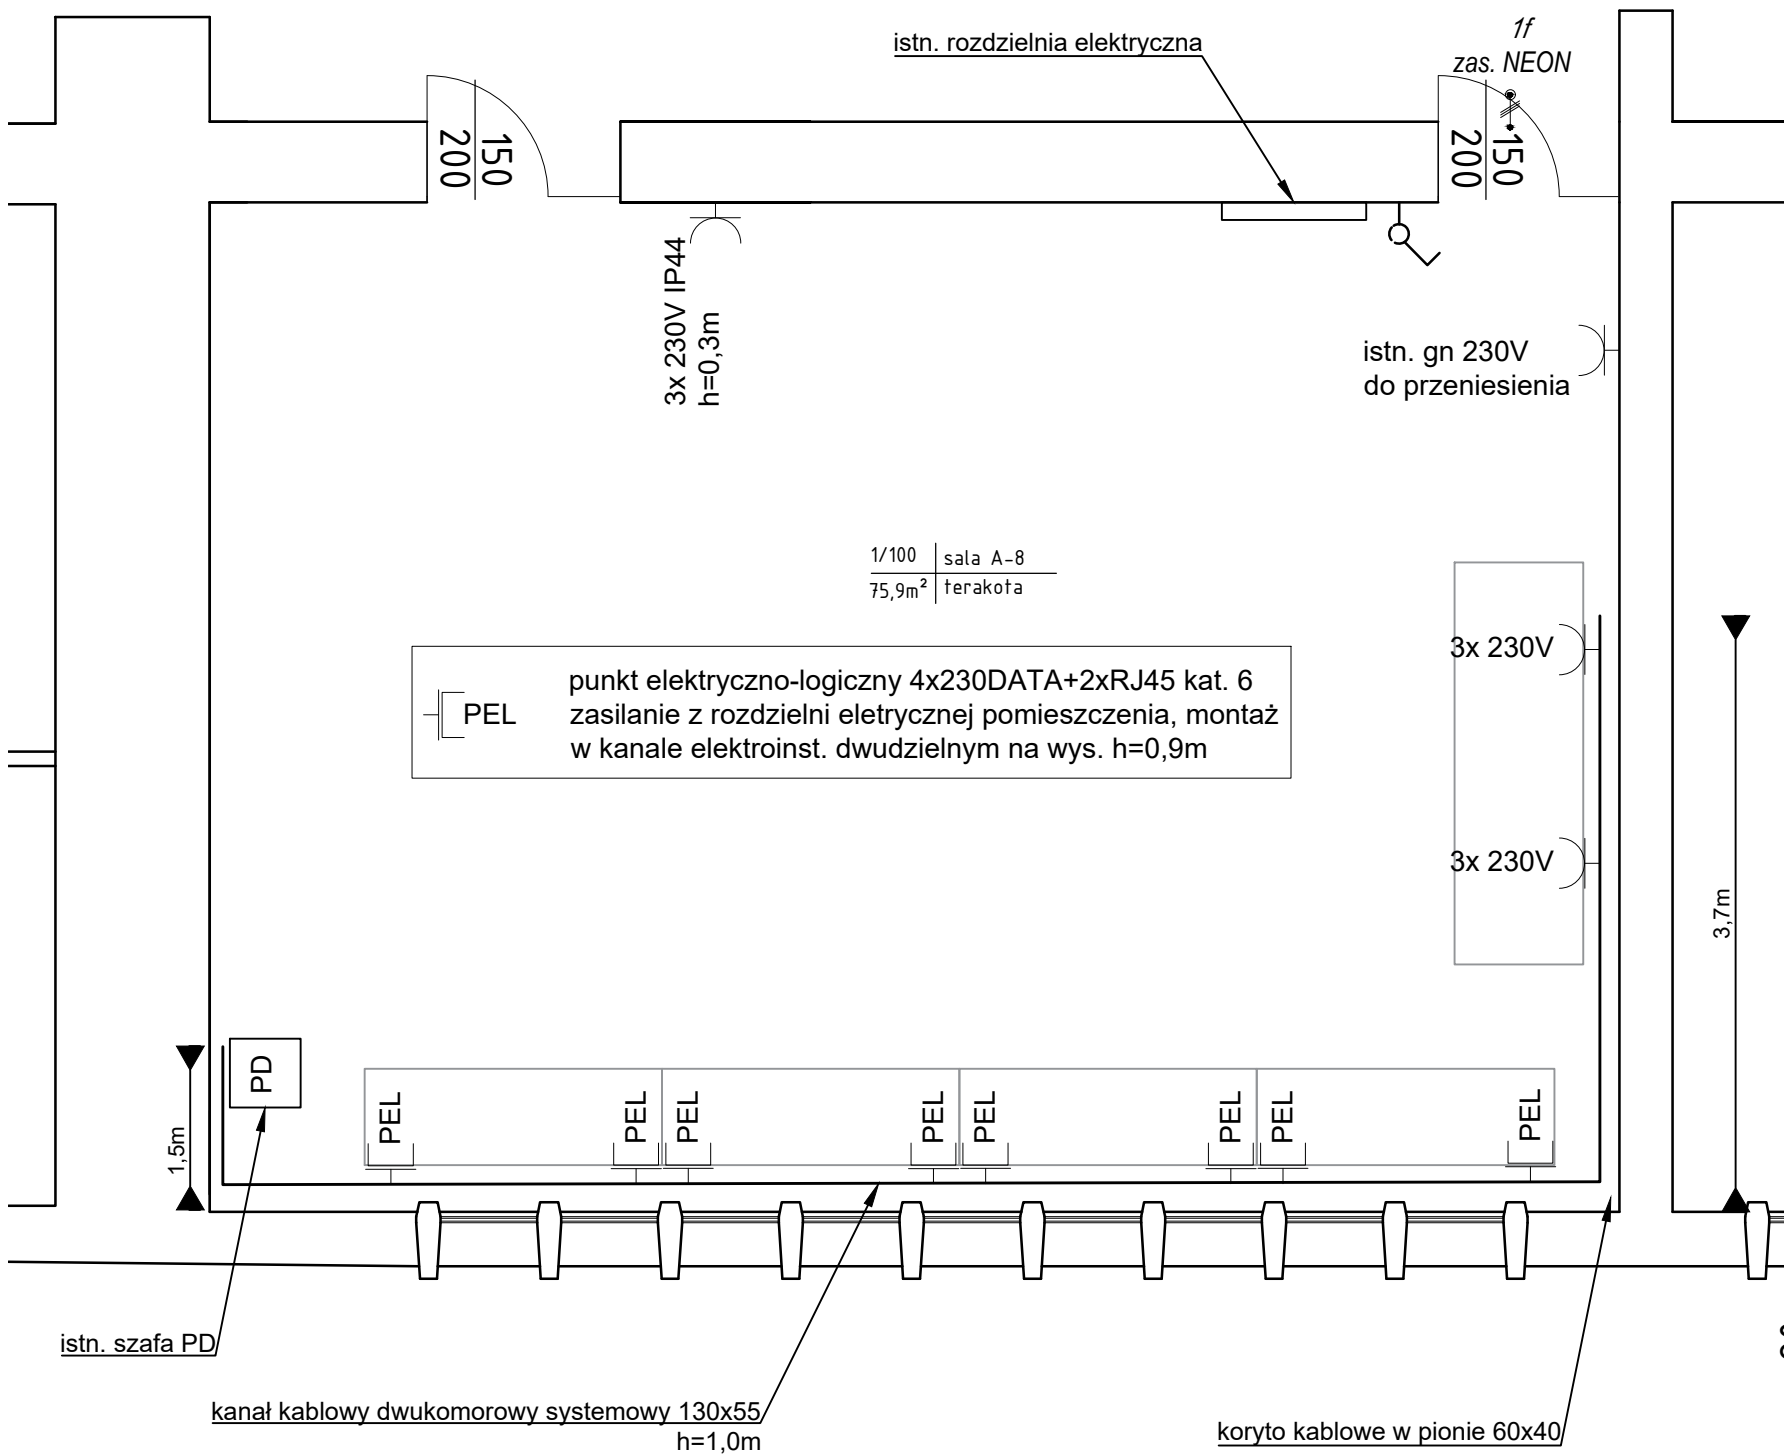 istn. rozdzielnia elektryczna
1f
zas. NEON
150
200
150
200
3x 230V IP44
h=0,3m
istn. gn 230V
do przeniesienia
1/100 sala A-8
75,9m² terakota
3x 230V
PEL
punkt elektryczno-logiczny 4x230DATA+2xRJ45 kat. 6
zasilanie z rozdzielni eletrycznej pomieszczenia, montaż
w kanale elektroinst. dwudzielnym na wys. h=0,9m
3x 230V
3,7m
PD
1,5m
PEL
PEL
PEL
PEL
PEL
PEL
PEL
PEL
istn. szafa PD
kanał kablowy dwukomorowy systemowy 130x55
h=1,0m
koryto kablowe w pionie 60x40